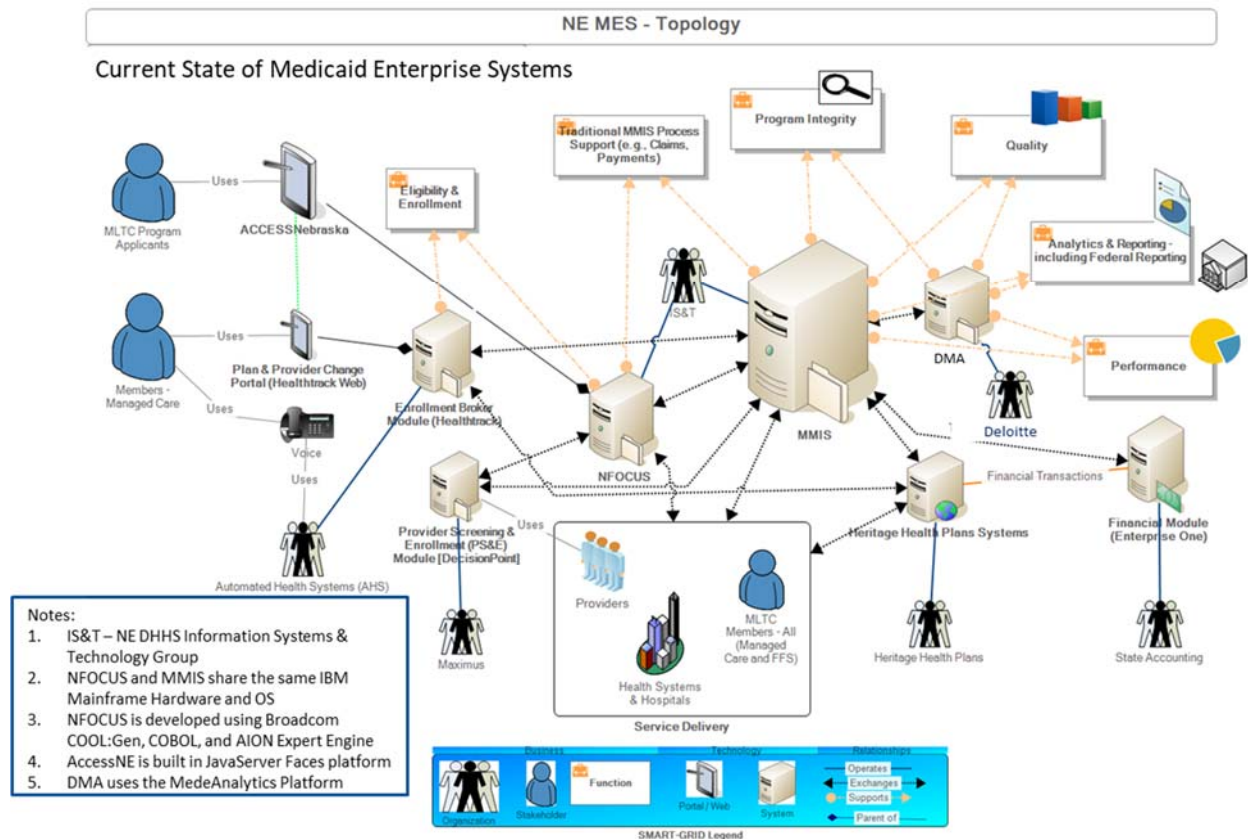 NE MES - Topology
Current State of Medicaid Enterprise Systems
Program Integrity
Traditional MMIS Process
Support (e.g., Claims,
Payments)
Quality
Eligibility &
Enrollment
Analytics & Reporting -
including Federal Reporting
Performance
MLTC Program
Applicants
Uses
ACCESSNebraska
IS&T
MMIS
DMA
Deloitte
Members -
Managed Care
Uses
Uses
Plan & Provider Change
Portal (Healthtrack Web)
Voice
Uses
Enrollment Broker
Module (Healthtrack)
NFOCUS
Automated Health Systems (AHS)
Provider Screening &
Enrollment (PS&E)
Module [DecisionPoint]
Uses
Maximus
Providers
Health Systems
& Hospitals
MLTC
Members - All
(Managed
Care and FFS)
Service Delivery
Heritage Health Plans Systems
Financial Transactions
Financial Module
(Enterprise One)
Heritage Health Plans
State Accounting
Notes:
1. IS&T – NE DHHS Information Systems &
Technology Group
2. NFOCUS and MMIS share the same IBM
Mainframe Hardware and OS
3. NFOCUS is developed using Broadcom
COOL:Gen, COBOL, and AION Expert Engine
4. AccessNE is built in JavaServer Faces platform
5. DMA uses the MedeAnalytics Platform
Business
Technology
Relationships
Organization
Stakeholder
Function
Portal / Web
System
Operates
Exchanges
Supports
Parent of
SMART-GRID Legend